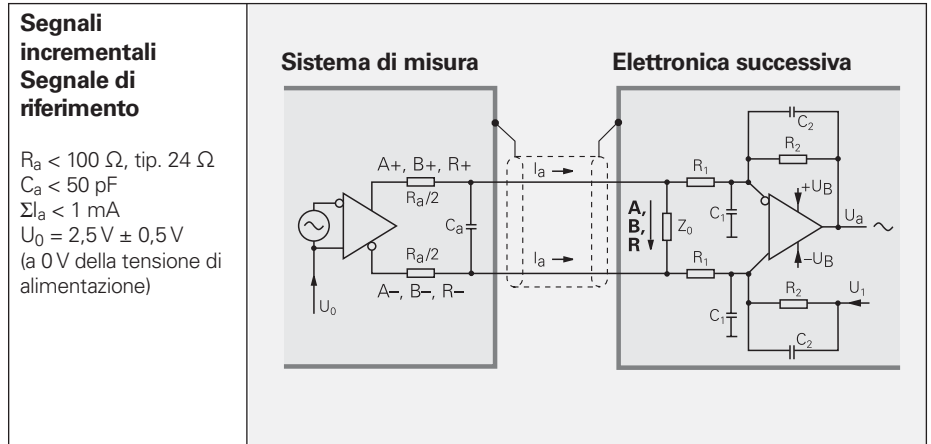 Segnali
incrementali
Segnale di
riferimento
Rₐ < 100 Ω, tip. 24 Ω
Cₐ < 50 pF
ΣIₐ < 1 mA
U₀ = 2,5 V ± 0,5 V
(a 0 V della tensione di
alimentazione)
Sistema di misura
Elettronica successiva
A+, B+, R+
Rₐ/2
Cₐ
Rₐ/2
A–, B–, R–
U₀
Iₐ
Iₐ
A,
B,
R
Z₀
R₁
C₁
R₁
C₁
C₂
R₂
+UB
Uₐ
–UB
R₂
U₁
C₂